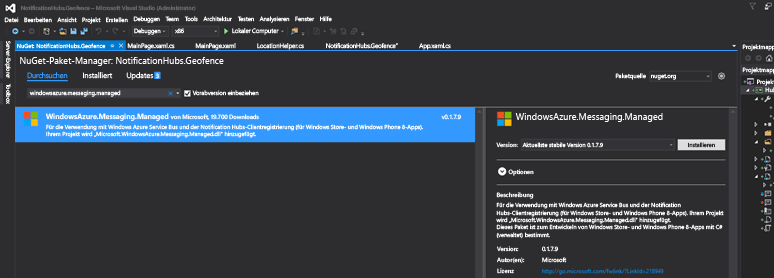 NotificationHubs.Geofence - Microsoft Visual Studio (Administrator)
Datei Bearbeiten Ansicht Projekt Erstellen Debuggen Team Tools Architektur Testen Analysieren Fenster Hilfe
Debuggen x86 Lokaler Computer
NuGet: NotificationHubs.Geofence MainPage.xaml.cs MainPage.xaml LocationHelper.cs NotificationHubs.Geofence* App.xaml.cs
Server-Explorer
Toolbox
NuGet-Paket-Manager: NotificationHubs.Geofence
Durchsuchen Installiert Updates 3
Paketquelle nuget.org
windowsazure.messaging.managed
Vorabversion einbeziehen
WindowsAzure.Messaging.Managed von Microsoft, 19.700 Downloads v0.1.7.9
Für die Verwendung mit Windows Azure Service Bus und der Notification Hubs-Clientregistrierung (für Windows Store- und Windows Phone 8-Apps).
Ihrem Projekt wird „Microsoft.WindowsAzure.Messaging.Managed.dll" hinzugefügt.
WindowsAzure.Messaging.Managed
Version: Aktuellste stabile Version 0.1.7.9 Installieren
Optionen
Beschreibung
Für die Verwendung mit Windows Azure Service Bus und der Notification
Hubs-Clientregistrierung (für Windows Store- und Windows Phone 8-Apps). Ihrem Projekt
wird „Microsoft.WindowsAzure.Messaging.Managed.dll" hinzugefügt.
Dieses Paket ist zum Entwickeln von Windows Store- und Windows Phone 8-Apps mit C#
(verwaltet) bestimmt.
Version: 0.1.7.9
Autor(en): Microsoft
Lizenz http://go.microsoft.com/fwlink/?LinkId=218949
Projektmapp
Projektmapp
Projekt
Hub